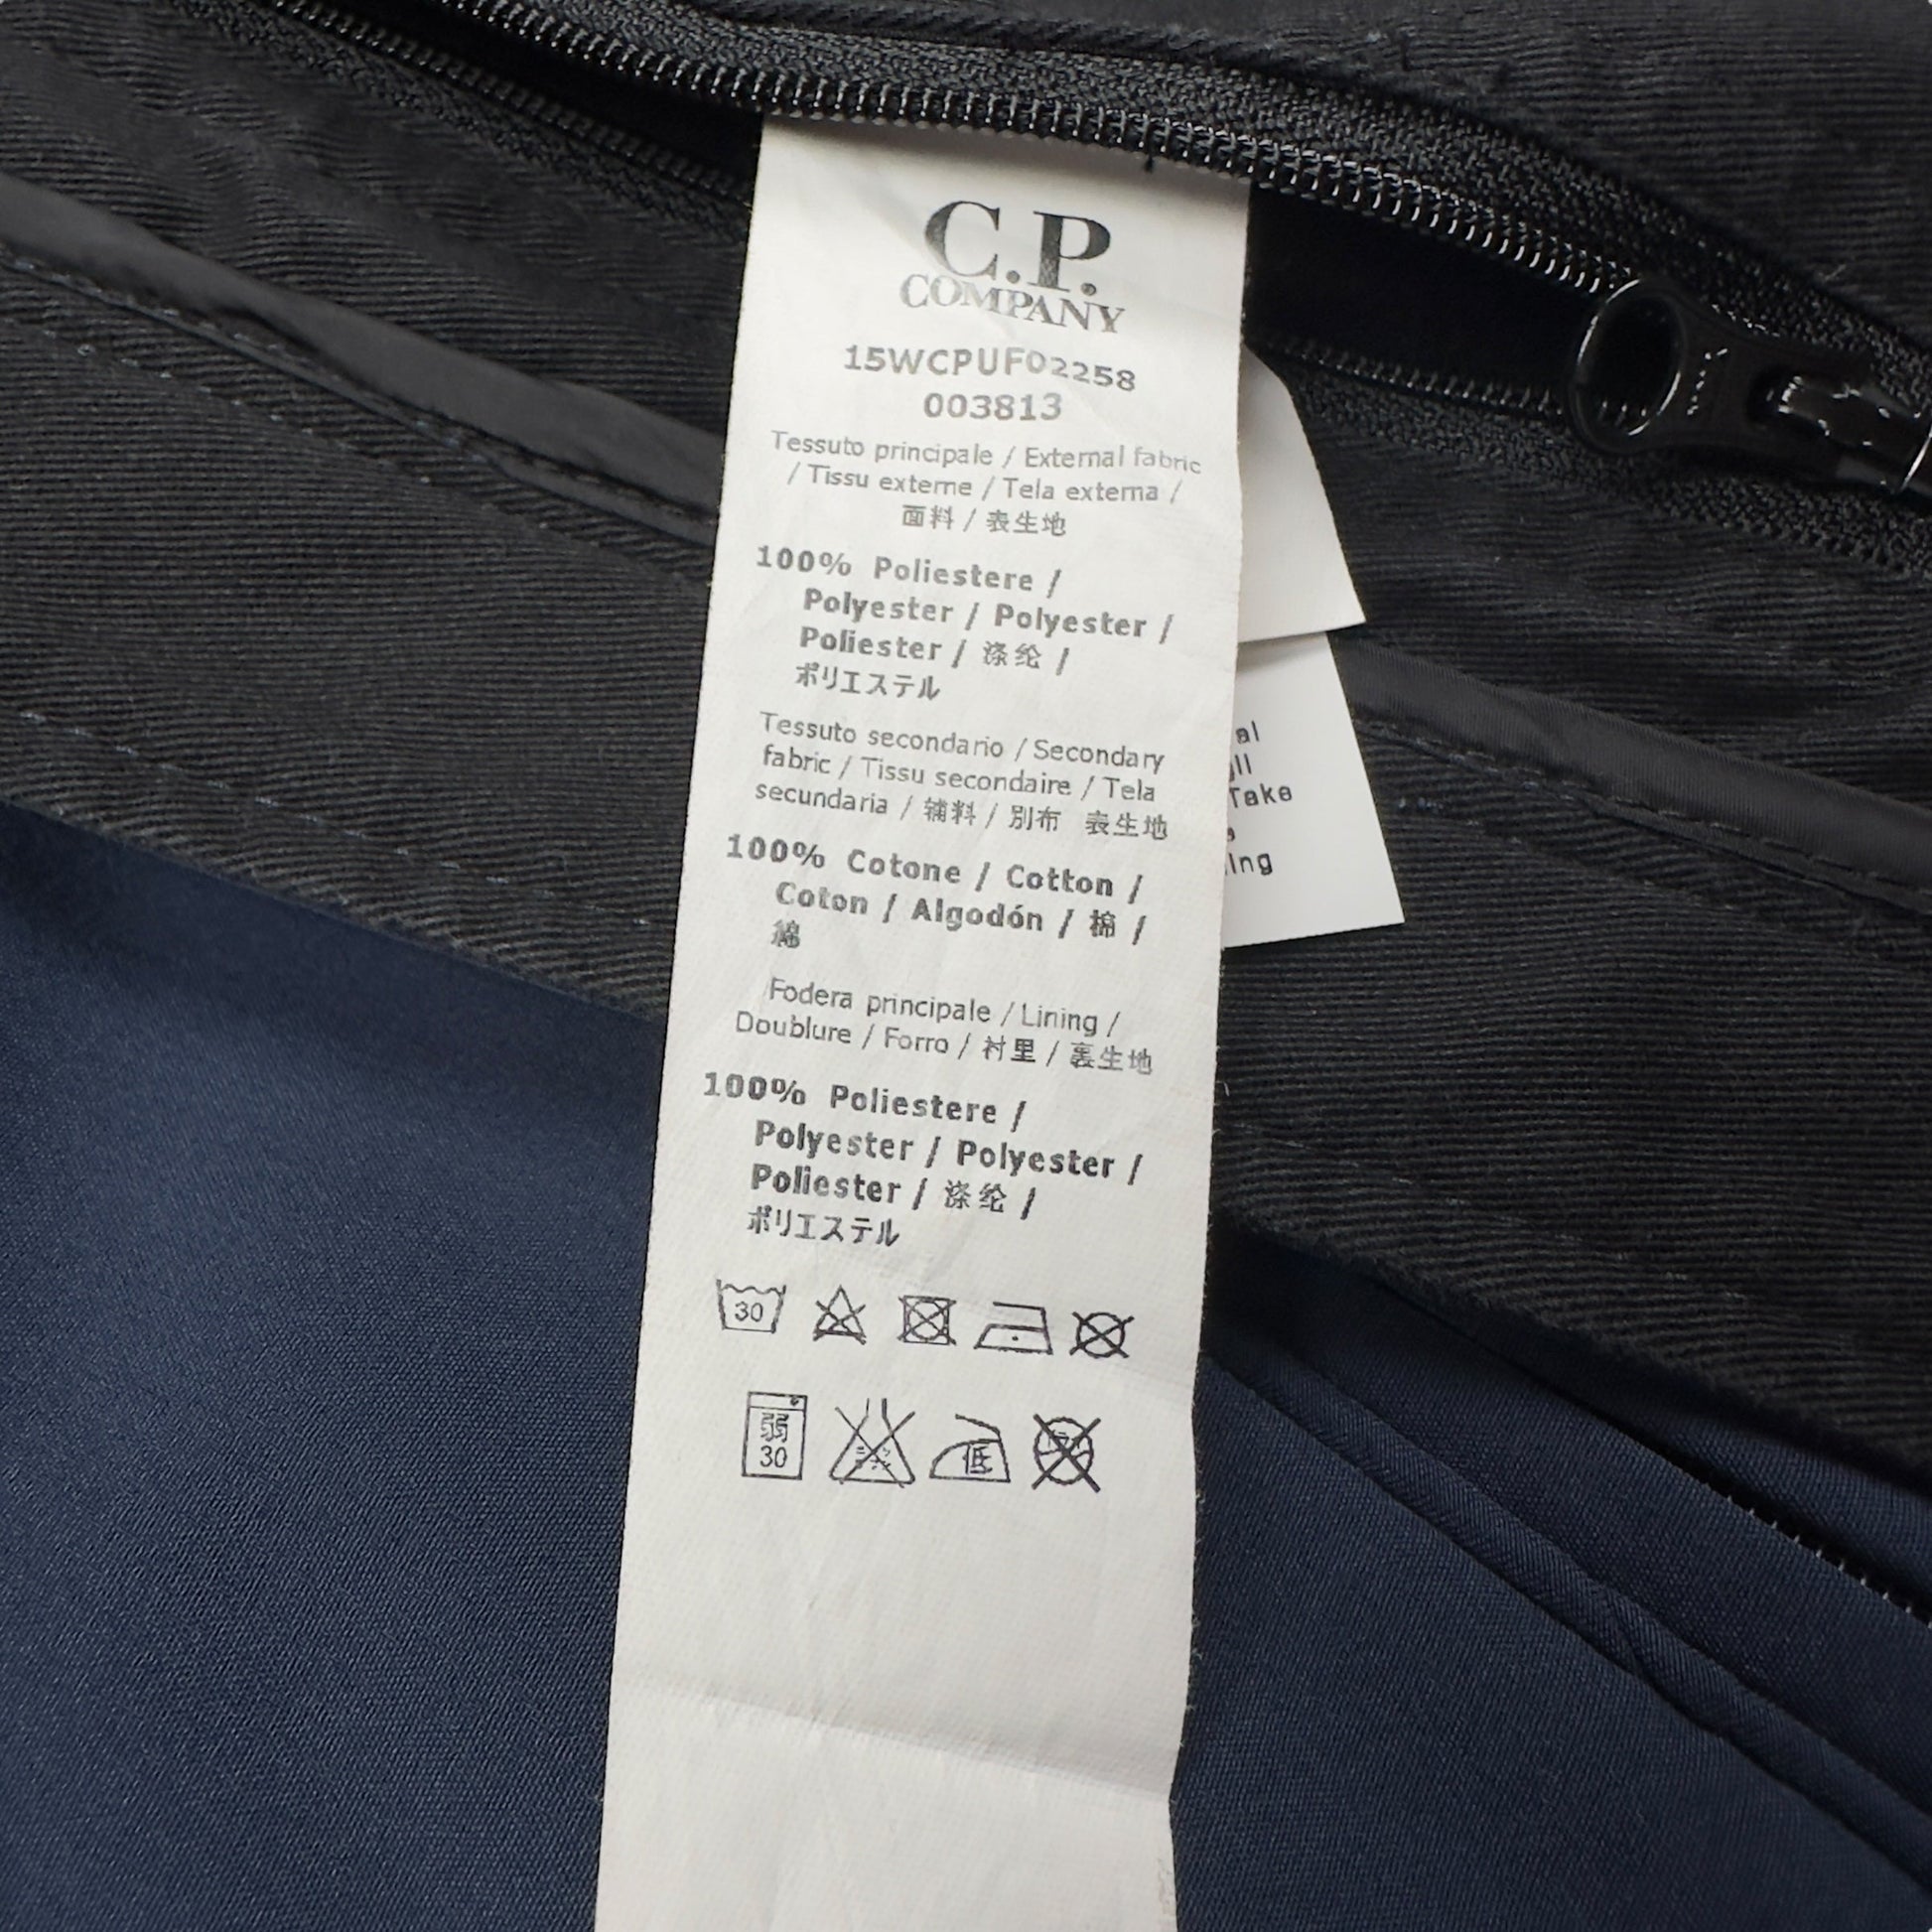 C.P.
COMPANY
15WCPUF02258
003813
Tessuto principale / External fabric
/ Tissu externe / Tela externa /
面料 / 表生地
100% Poliestere /
Polyester / Polyester /
Poliester / 涤纶 /
ポリエステル
Tessuto secondario / Secondary
fabric / Tissu secondaire / Tela
secundaria / 辅料 / 別布 表生地
100% Cotone / Cotton /
Coton / Algodón / 棉 /
綿
Fodera principale / Lining /
Doublure / Forro / 衬里 / 裏生地
100% Poliestere /
Polyester / Polyester /
Poliester / 涤纶 /
ポリエステル
30
弱
30
低
Take